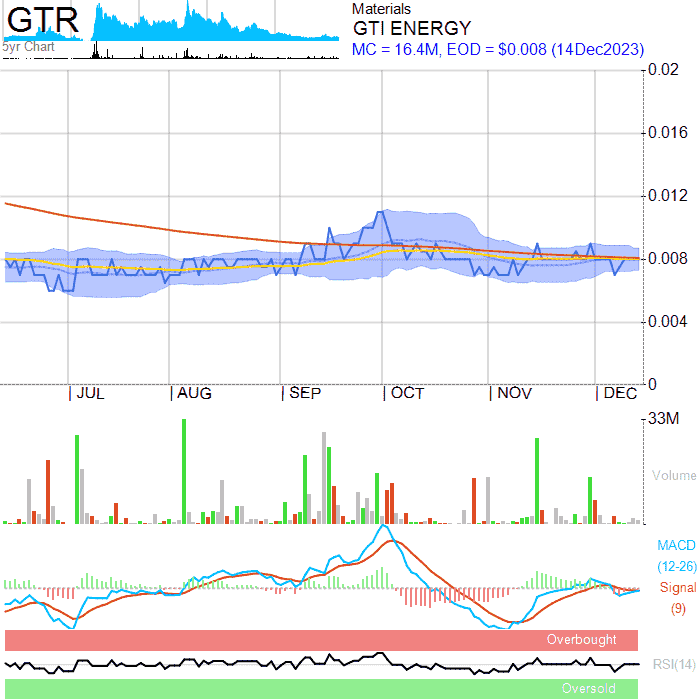 GTR
5yr Chart
Materials
GTI ENERGY
MC = 16.4M, EOD = $0.008 (14Dec2023)
0.02
0.016
0.012
0.008
0.004
0
JUL AUG SEP OCT NOV DEC
33M
Volume
MACD
(12-26)
Signal
(9)
Overbought
RSI(14)
Oversold